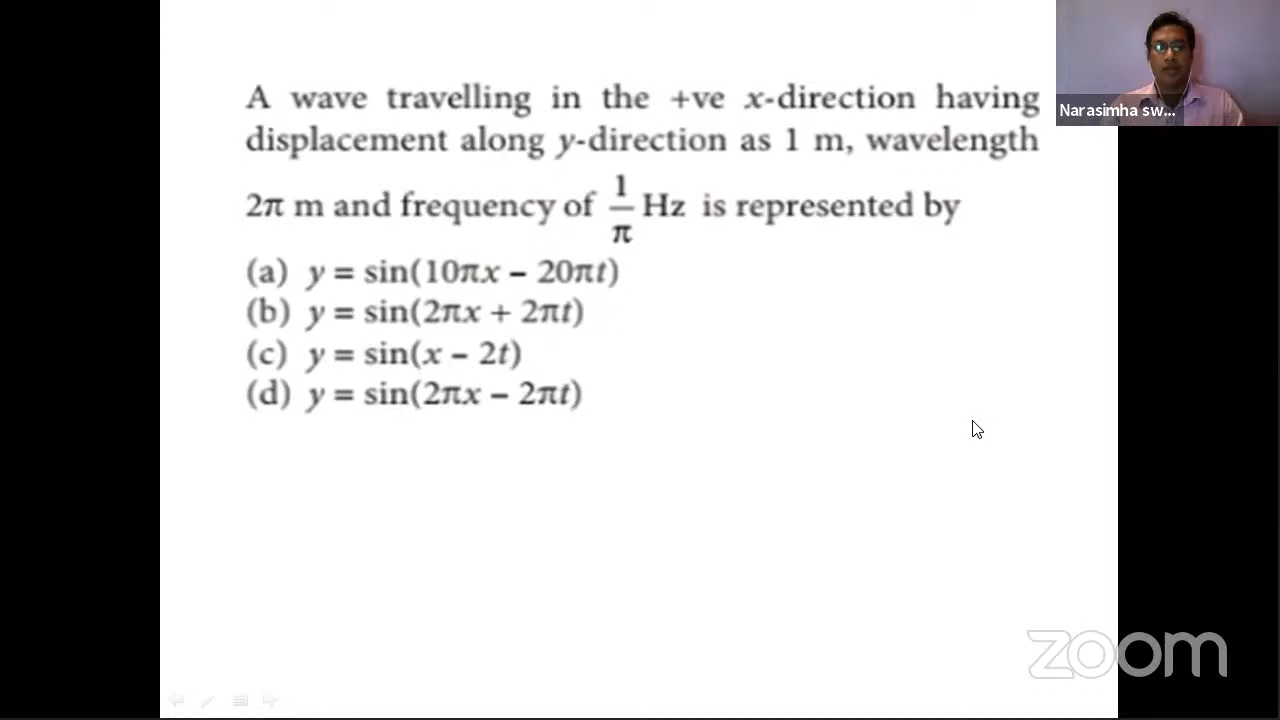 A wave travelling in the +ve x-direction having
displacement along y-direction as 1 m, wavelength
2π m and frequency of 1/π Hz is represented by
(a) y = sin(10πx – 20πt)
(b) y = sin(2πx + 2πt)
(c) y = sin(x – 2t)
(d) y = sin(2πx – 2πt)
Narasimha sw...
zoom